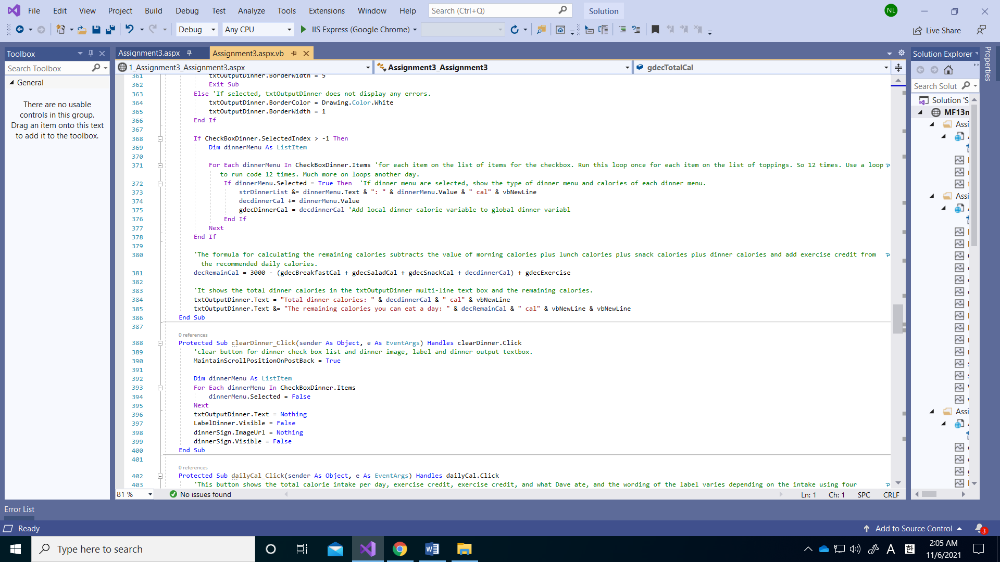 File Edit View Project Build Debug Test Analyze Tools Extensions Window Help Search (Ctrl+Q) Solution NL
Debug Any CPU IIS Express (Google Chrome) Live Share
Toolbox
Search Toolbox
General
There are no usable
controls in this group.
Drag an item onto this text
to add it to the toolbox.
Assignment3.aspx Assignment3.aspx.vb
1_Assignment3_Assignment3.aspx Assignment3_Assignment3 gdecTotalCal
361 txtOutputDinner.BorderWidth = 5
362 Exit Sub
363 Else 'If selected, txtOutputDinner does not display any errors.
364 txtOutputDinner.BorderColor = Drawing.Color.White
365 txtOutputDinner.BorderWidth = 1
366 End If
367
368 If CheckBoxDinner.SelectedIndex > -1 Then
369 Dim dinnerMenu As ListItem
370
371 For Each dinnerMenu In CheckBoxDinner.Items 'for each item on the list of items for the checkbox. Run this loop once for each item on the list of toppings. So 12 times. Use a loop
to run code 12 times. Much more on loops another day.
372 If dinnerMenu.Selected = True Then 'If dinner menu are selected, show the type of dinner menu and calories of each dinner menu.
373 strDinnerList &= dinnerMenu.Text & ": " & dinnerMenu.Value & " cal" & vbNewLine
374 decdinnerCal += dinnerMenu.Value
375 gdecDinnerCal = decdinnerCal 'Add local dinner calorie variable to global dinner variabl
376 End If
377 Next
378 End If
379
380 'The formula for calculating the remaining calories subtracts the value of morning calories plus lunch calories plus snack calories plus dinner calories and add exercise credit from
the recommended daily calories.
381 decRemainCal = 3000 - (gdecBreakfastCal + gdecSaladCal + gdecSnackCal + decdinnerCal) + gdecExercise
382
383 'It shows the total dinner calories in the txtOutputDinner multi-line text box and the remaining calories.
384 txtOutputDinner.Text = "Total dinner calories: " & decdinnerCal & " cal" & vbNewLine
385 txtOutputDinner.Text &= "The remaining calories you can eat a day: " & decRemainCal & " cal" & vbNewLine & vbNewLine
386 End Sub
387
0 references
388 Protected Sub clearDinner_Click(sender As Object, e As EventArgs) Handles clearDinner.Click
389 'clear button for dinner check box list and dinner image, label and dinner output textbox.
390 MaintainScrollPositionOnPostBack = True
391
392 Dim dinnerMenu As ListItem
393 For Each dinnerMenu In CheckBoxDinner.Items
394 dinnerMenu.Selected = False
395 Next
396 txtOutputDinner.Text = Nothing
397 LabelDinner.Visible = False
398 dinnerSign.ImageUrl = Nothing
399 dinnerSign.Visible = False
400 End Sub
401
0 references
402 Protected Sub dailyCal_Click(sender As Object, e As EventArgs) Handles dailyCal.Click
403 'This button shows the total calorie intake per day, exercise credit, exercise credit, and what Dave ate, and the wording of the label varies depending on the intake using four
81 % No issues found Ln: 1 Ch: 1 SPC CRLF
Solution Explorer
Search Solut
Solution 'S
MF13
Assi
Assi
Assi
Properties
Error List
Ready Add to Source Control 3
Type here to search
A 한 2:05 AM
11/6/2021